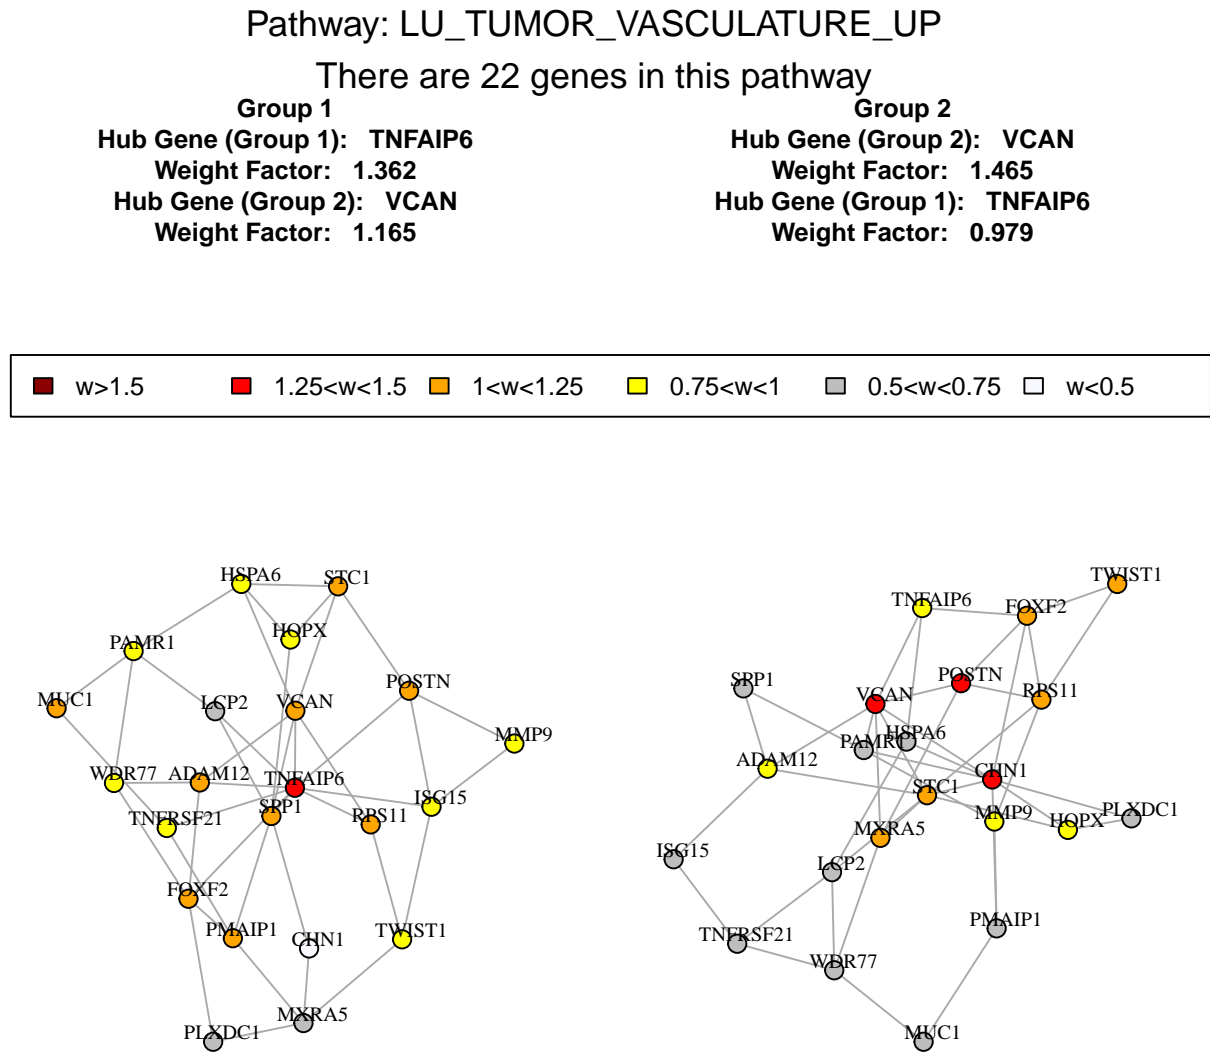 Pathway: LU_TUMOR_VASCULATURE_UP
There are 22 genes in this pathway
Group 1
Hub Gene (Group 1): TNFAIP6
Weight Factor: 1.362
Hub Gene (Group 2): VCAN
Weight Factor: 1.165
Group 2
Hub Gene (Group 2): VCAN
Weight Factor: 1.465
Hub Gene (Group 1): TNFAIP6
Weight Factor: 0.979
w>1.5
1.25<w<1.5
1<w<1.25
0.75<w<1
0.5<w<0.75
w<0.5
HSPA6
STC1
HOPX
PAMR1
MUC1
LCP2
VCAN
POSTN
MMP9
WDR77
ADAM12
TNFAIP6
ISG15
SPP1
TNFRSF21
RPS11
FOXF2
PMAIP1
CHN1
TWIST1
MXRA5
PLXDC1
TWIST1
TNFAIP6
FOXF2
SPP1
POSTN
VCAN
RPS11
HSPA6
PAMR1
ADAM12
CHN1
STC1
PLXDC1
MMP9
HOPX
MXRA5
ISG15
LCP2
PMAIP1
TNFRSF21
WDR77
MUC1